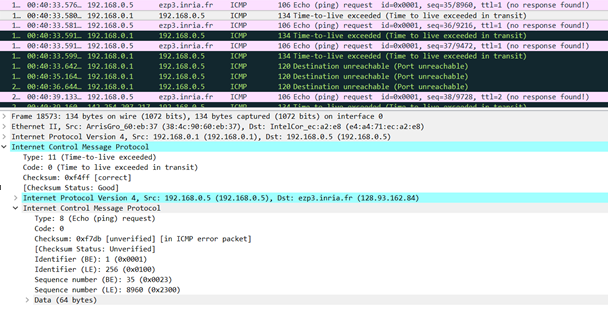 1… 00:40:33.576… 192.168.0.5 ezp3.inria.fr ICMP 106 Echo (ping) request id=0x0001, seq=35/8960, ttl=1 (no response found!)
1… 00:40:33.580… 192.168.0.1 192.168.0.5 ICMP 134 Time-to-live exceeded (Time to live exceeded in transit)
1… 00:40:33.581… 192.168.0.5 ezp3.inria.fr ICMP 106 Echo (ping) request id=0x0001, seq=36/9216, ttl=1 (no response found!)
1… 00:40:33.591… 192.168.0.1 192.168.0.5 ICMP 134 Time-to-live exceeded (Time to live exceeded in transit)
1… 00:40:33.591… 192.168.0.5 ezp3.inria.fr ICMP 106 Echo (ping) request id=0x0001, seq=37/9472, ttl=1 (no response found!)
1… 00:40:33.599… 192.168.0.1 192.168.0.5 ICMP 134 Time-to-live exceeded (Time to live exceeded in transit)
1… 00:40:33.642… 192.168.0.1 192.168.0.5 ICMP 120 Destination unreachable (Port unreachable)
2… 00:40:35.164… 192.168.0.1 192.168.0.5 ICMP 120 Destination unreachable (Port unreachable)
2… 00:40:36.644… 192.168.0.1 192.168.0.5 ICMP 120 Destination unreachable (Port unreachable)
2… 00:40:39.133… 192.168.0.5 ezp3.inria.fr ICMP 106 Echo (ping) request id=0x0001, seq=38/9728, ttl=2 (no response found!)
Frame 18573: 134 bytes on wire (1072 bits), 134 bytes captured (1072 bits) on interface 0
Ethernet II, Src: ArrisGro_60:eb:37 (38:4c:90:60:eb:37), Dst: IntelCor_ec:a2:e8 (e4:a4:71:ec:a2:e8)
Internet Protocol Version 4, Src: 192.168.0.1 (192.168.0.1), Dst: 192.168.0.5 (192.168.0.5)
Internet Control Message Protocol
Type: 11 (Time-to-live exceeded)
Code: 0 (Time to live exceeded in transit)
Checksum: 0xf4ff [correct]
[Checksum Status: Good]
Internet Protocol Version 4, Src: 192.168.0.5 (192.168.0.5), Dst: ezp3.inria.fr (128.93.162.84)
Internet Control Message Protocol
Type: 8 (Echo (ping) request)
Code: 0
Checksum: 0xf7db [unverified] [in ICMP error packet]
[Checksum Status: Unverified]
Identifier (BE): 1 (0x0001)
Identifier (LE): 256 (0x0100)
Sequence number (BE): 35 (0x0023)
Sequence number (LE): 8960 (0x2300)
Data (64 bytes)